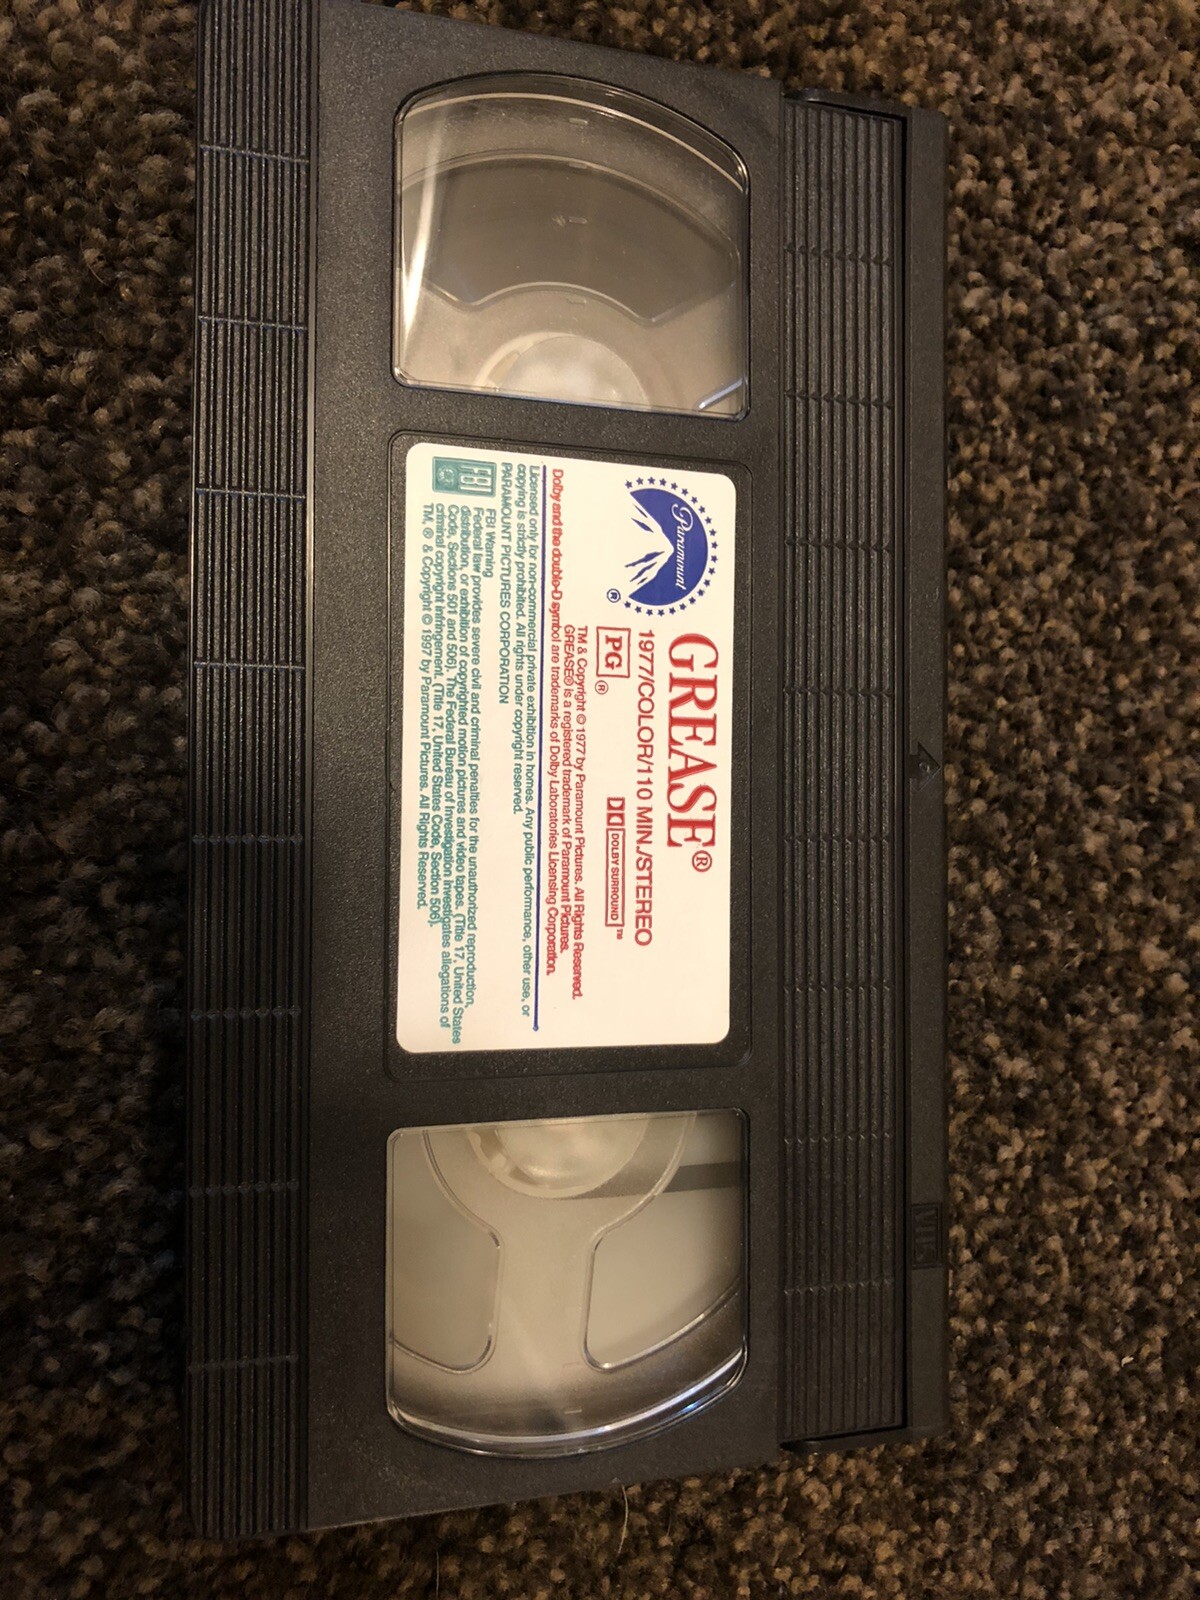 Paramount
®
GREASE®
1977/COLOR/110 MIN./STEREO
PG ®
DOLBY SURROUND ™
TM & Copyright © 1977 by Paramount Pictures. All Rights Reserved.
GREASE® is a registered trademark of Paramount Pictures.
Dolby and the double-D symbol are trademarks of Dolby Laboratories Licensing Corporation.
Licensed only for non-commercial private exhibition in homes. Any public performance, other use, or
copying is strictly prohibited. All rights under copyright reserved.
PARAMOUNT PICTURES CORPORATION
FBI
FBI Warning
Federal law provides severe civil and criminal penalties for the unauthorized reproduction,
distribution, or exhibition of copyrighted motion pictures and video tapes. (Title 17, United States
Code, Sections 501 and 506). The Federal Bureau of Investigation investigates allegations of
criminal copyright infringement. (Title 17, United States Code, Section 506).
TM, ® & Copyright © 1997 by Paramount Pictures. All Rights Reserved.
VHS